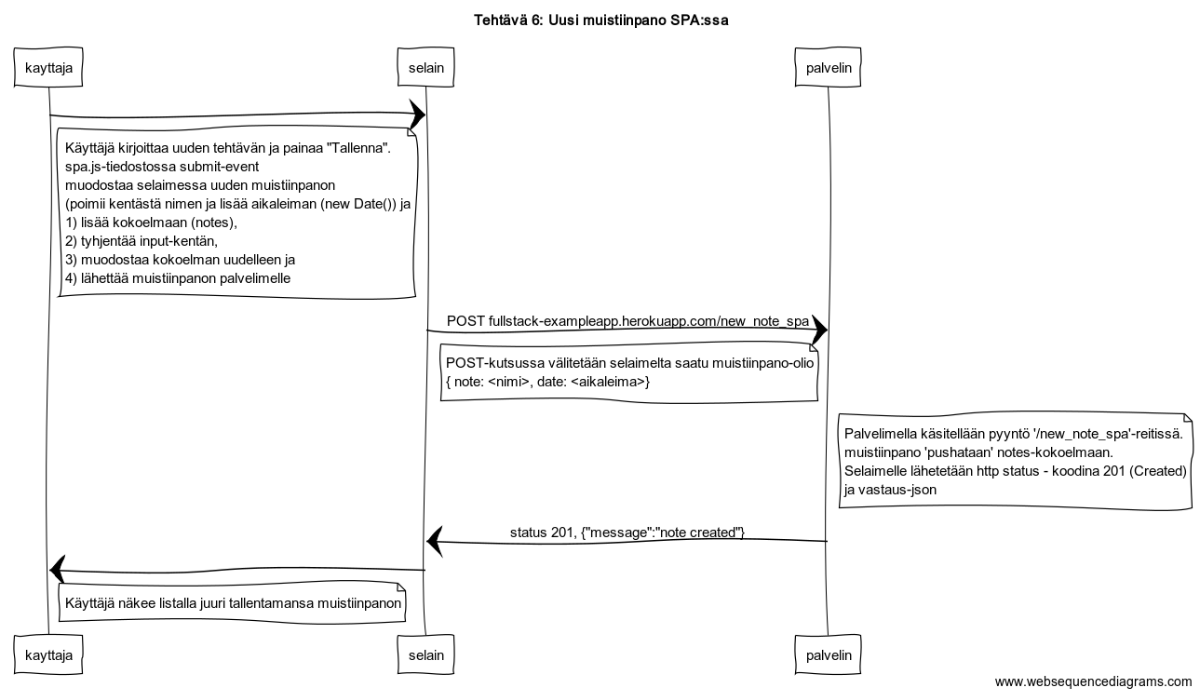 Tehtävä 6: Uusi muistiinpano SPA:ssa
kayttaja
selain
palvelin
Käyttäjä kirjoittaa uuden tehtävän ja painaa "Tallenna".
spa.js-tiedostossa submit-event
muodostaa selaimessa uuden muistiinpanon
(poimii kentästä nimen ja lisää aikaleiman (new Date()) ja
1) lisää kokoelmaan (notes),
2) tyhjentää input-kentän,
3) muodostaa kokoelman uudelleen ja
4) lähettää muistiinpanon palvelimelle
POST fullstack-exampleapp.herokuapp.com/new_note_spa
POST-kutsussa välitetään selaimelta saatu muistiinpano-olio
{ note: <nimi>, date: <aikaleima>}
Palvelimella käsitellään pyyntö '/new_note_spa'-reitissä.
muistiinpano 'pushataan' notes-kokoelmaan.
Selaimelle lähetetään http status - koodina 201 (Created)
ja vastaus-json
status 201, {"message":"note created"}
Käyttäjä näkee listalla juuri tallentamansa muistiinpanon
kayttaja
selain
palvelin
www.websequencediagrams.com